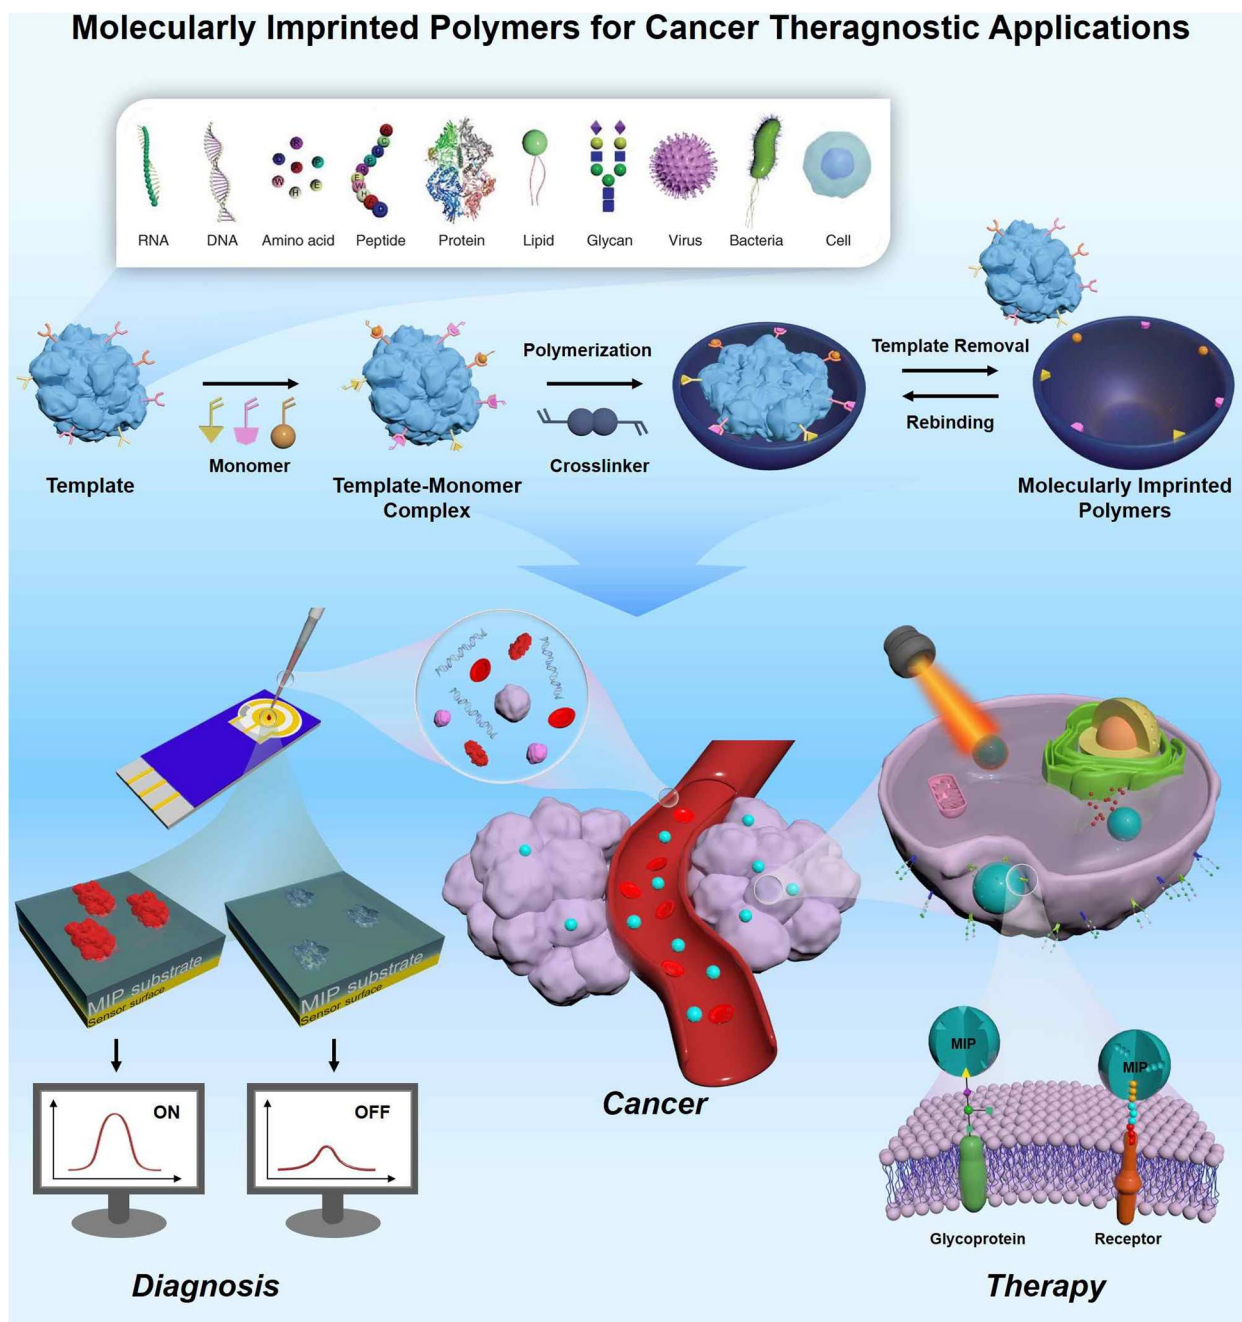 Molecularly Imprinted Polymers for Cancer Theragnostic Applications
RNA
DNA
Amino acid
Peptide
Protein
Lipid
Glycan
Virus
Bacteria
Cell
Template
Monomer
Template-Monomer
Complex
Polymerization
Crosslinker
Template Removal
Rebinding
Molecularly Imprinted
Polymers
MIP substrate
Sensor surface
MIP substrate
Sensor surface
ON
OFF
Diagnosis
Cancer
MIP
MIP
Glycoprotein
Receptor
Therapy